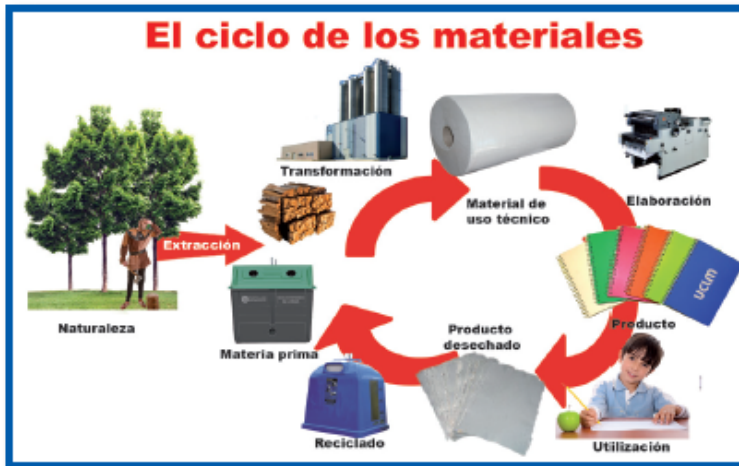 El ciclo de los materiales
Transformación
Material de
uso técnico
Elaboración
Extracción
Naturaleza
Materia prima
Producto
desechado
Producto
UCLM
Reciclado
Utilización